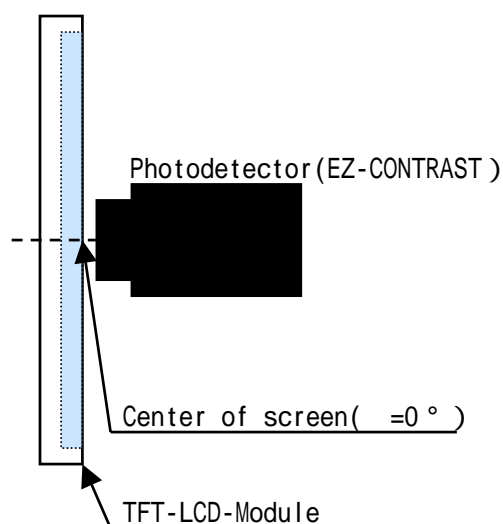 Photodetector(EZ-CONTRAST)
Center of screen( =0°)
TFT-LCD-Module